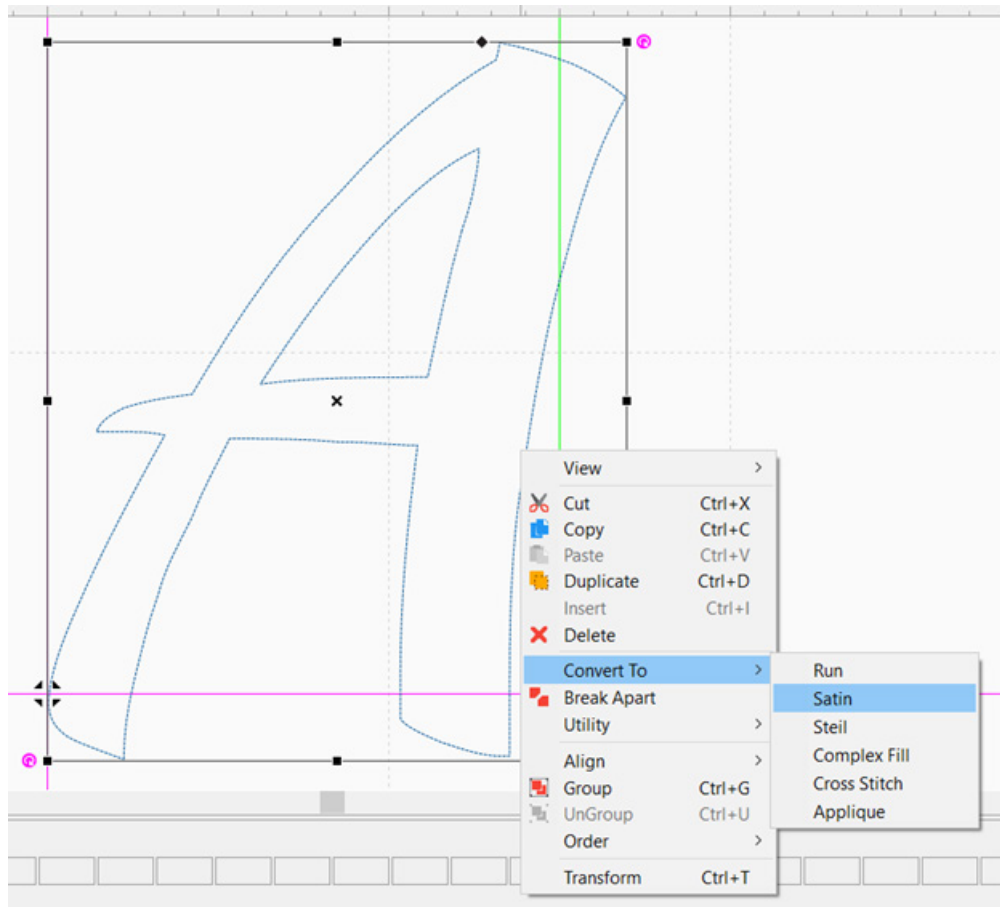 View
Cut Ctrl+X
Copy Ctrl+C
Paste Ctrl+V
Duplicate Ctrl+D
Insert Ctrl+I
Delete
Convert To
Break Apart
Utility
Align
Group Ctrl+G
UnGroup Ctrl+U
Order
Transform Ctrl+T
Run
Satin
Steil
Complex Fill
Cross Stitch
Applique